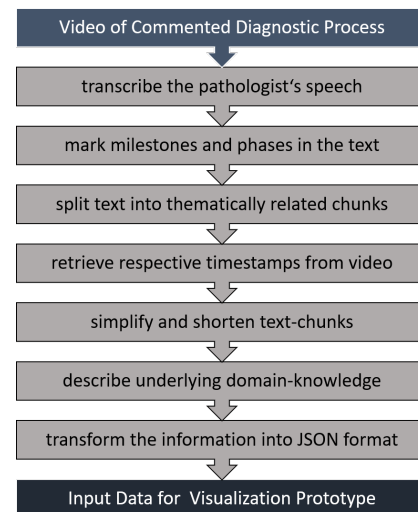 Video of Commented Diagnostic Process
transcribe the pathologist‘s speech
mark milestones and phases in the text
split text into thematically related chunks
retrieve respective timestamps from video
simplify and shorten text-chunks
describe underlying domain-knowledge
transform the information into JSON format
Input Data for Visualization Prototype